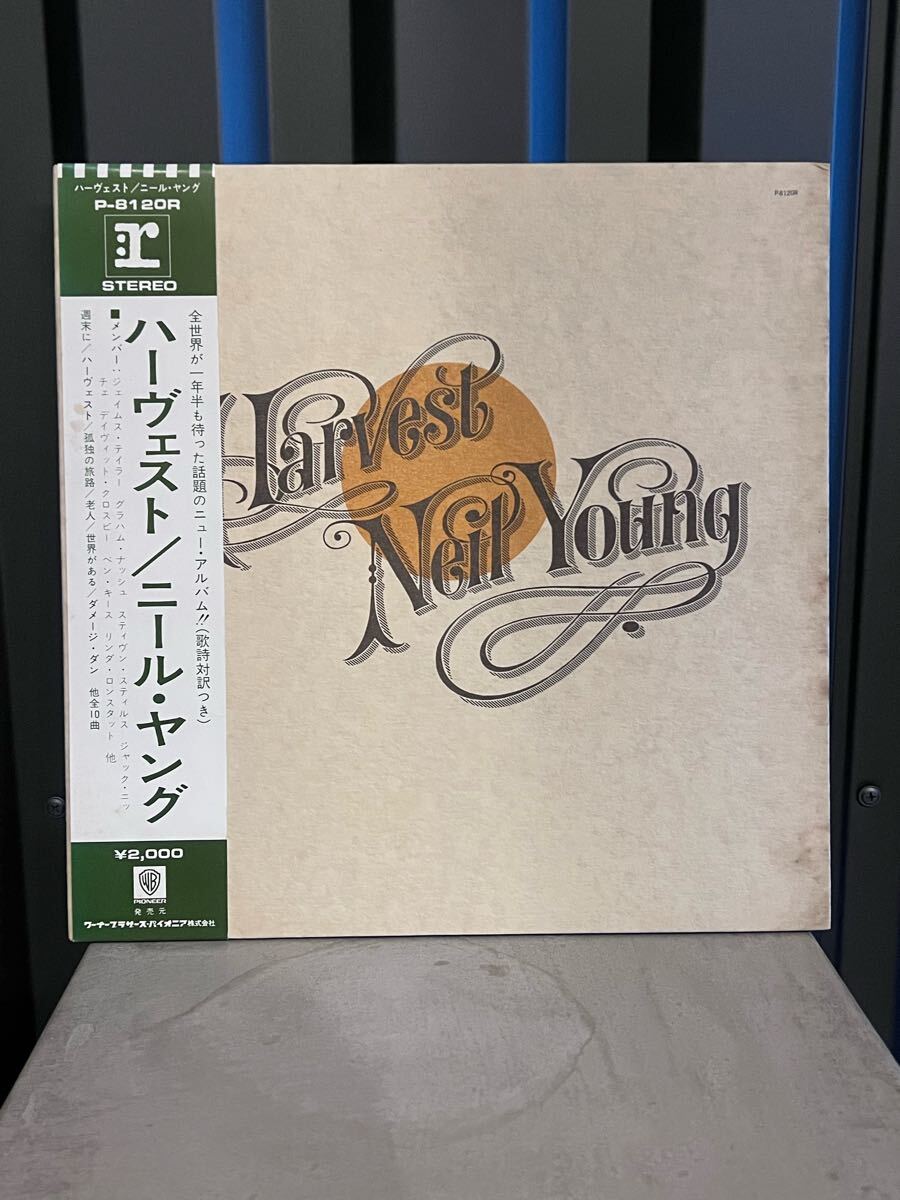 ハーヴェスト/ニール・ヤング
P-8120R
r
STEREO
全世界が一年半も待った話題のニュー・アルバム!!(歌詩対訳つき)
ハーヴェスト/ニール・ヤング
■メンバー:ジェイムス・テイラー グラハム・ナッシュ スティヴン・スティルス ジャック・ニッ
チェ デイヴィット・クロスビー ベン・キース リンダ・ロンスタット 他
週末に/ハーヴェスト/孤独の旅路/老人/世界がある/ダメージ・ダン 他全10曲
¥2,000
WB
PIONEER
発売元
ワーナーブラザーズ・パイオニア株式会社
P-8120R
Harvest
Neil Young